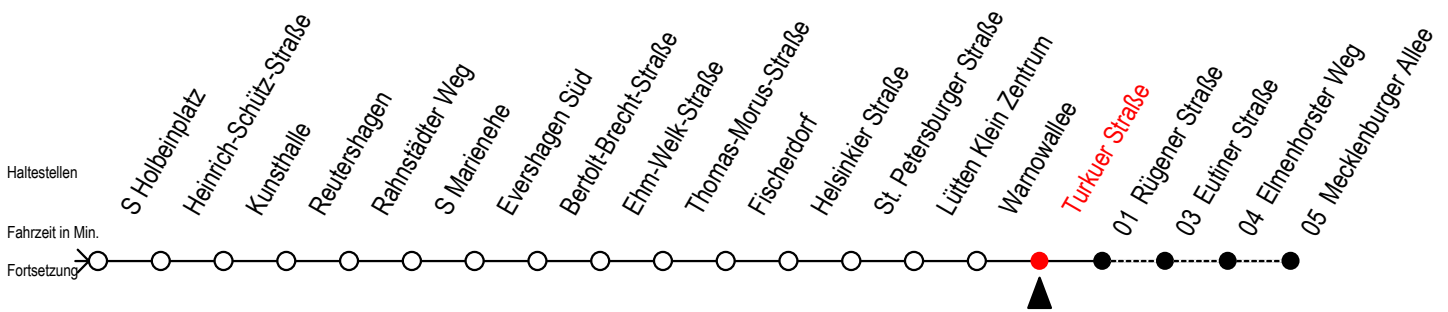 Haltestellen
S Holbeinplatz
Heinrich-Schütz-Straße
Kunsthalle
Reutershagen
Rahnstädter Weg
S Marienehe
Evershagen Süd
Bertolt-Brecht-Straße
Ehm-Welk-Straße
Thomas-Morus-Straße
Fischerdorf
Helsinkier Straße
St. Petersburger Straße
Lütten Klein Zentrum
Warnowallee
Turkuer Straße
01 Rügener Straße
03 Eutiner Straße
04 Elmenhorster Weg
05 Mecklenburger Allee
Fahrzeit in Min.
Fortsetzung